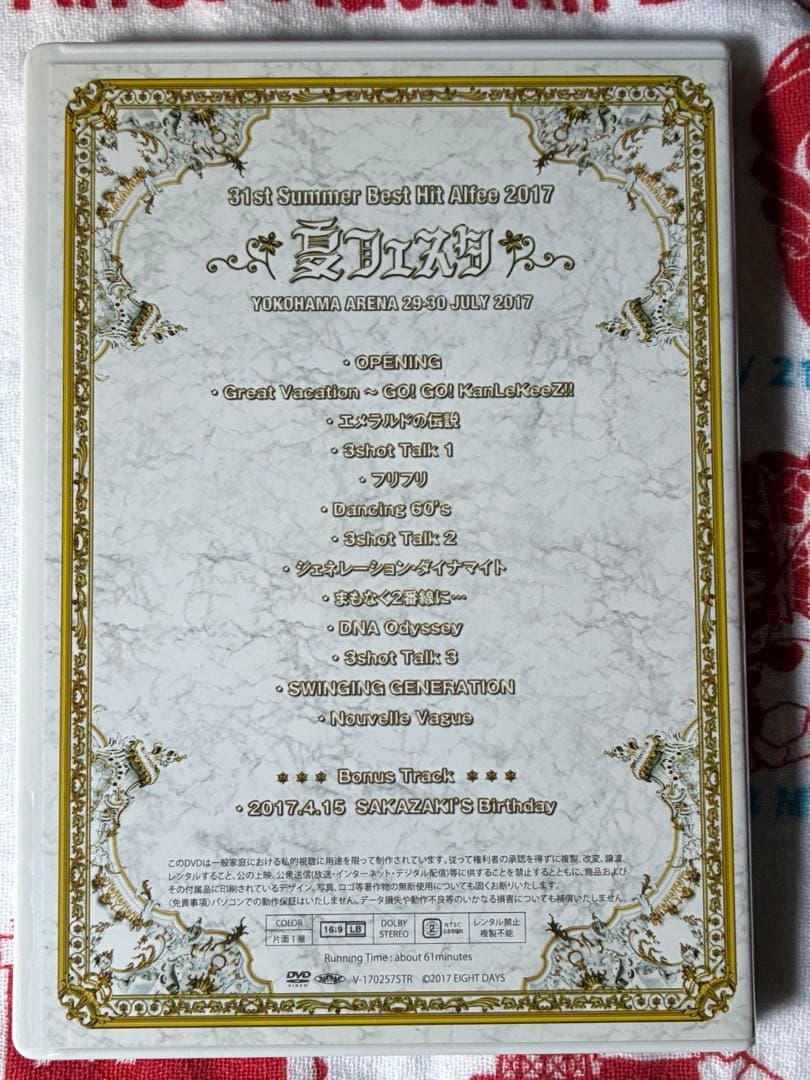 31st Summer Best Hit Alfee 2017
夏フェスタ
YOKOHAMA ARENA 29-30 JULY 2017
・OPENING
・Great Vacation ～ GO! GO! KanLeKeeZ!!
・エメラルドの伝説
・3shot Talk 1
・フリフリ
・Dancing 60's
・3shot Talk 2
・ジェネレーション・ダイナマイト
・まもなく2番線に…
・DNA Odyssey
・3shot Talk 3
・SWINGING GENERATION
・Nouvelle Vague
Bonus Track
・2017.4.15 SAKAZAKI'S Birthday
このDVDは一般家庭における私的視聴に用途を限って制作されています。従って権利者の承認を得ずに複製、改変、譲渡、
レンタルすること、公の上映、公衆送信(放送・インターネット・デジタル配信)等に供することを禁止するとともに、商品および
その付属品に印刷されているデザイン、写真、ロゴ等著作物の無断使用についても固くお断りいたします。
〈免責事項〉パソコンでの動作保証はいたしません。データ損失や動作不良等のいかなる損害についても補償いたしません。
COLOR 片面1層 16:9 LB DOLBY STEREO 2 NTSC 日本市場向 レンタル禁止 複製不能
Running Time : about 61minutes
DVD VIDEO V-1702575TR ©2017 EIGHT DAYS